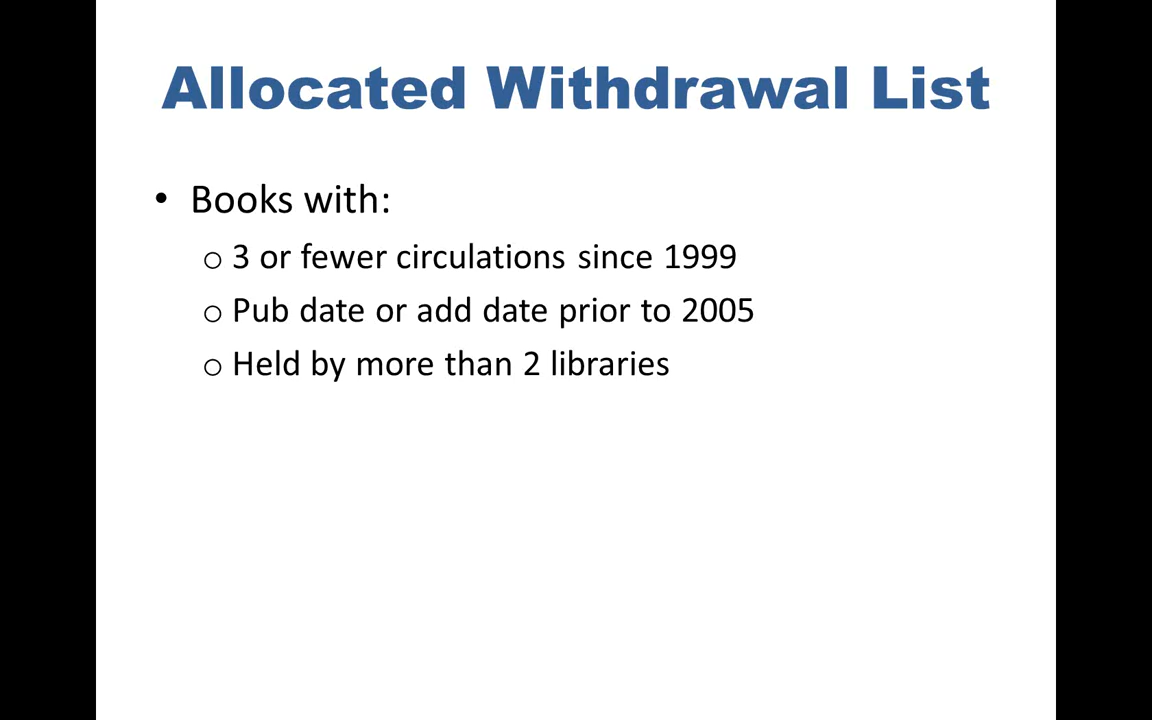 Allocated Withdrawal List
• Books with:
o 3 or fewer circulations since 1999
o Pub date or add date prior to 2005
o Held by more than 2 libraries